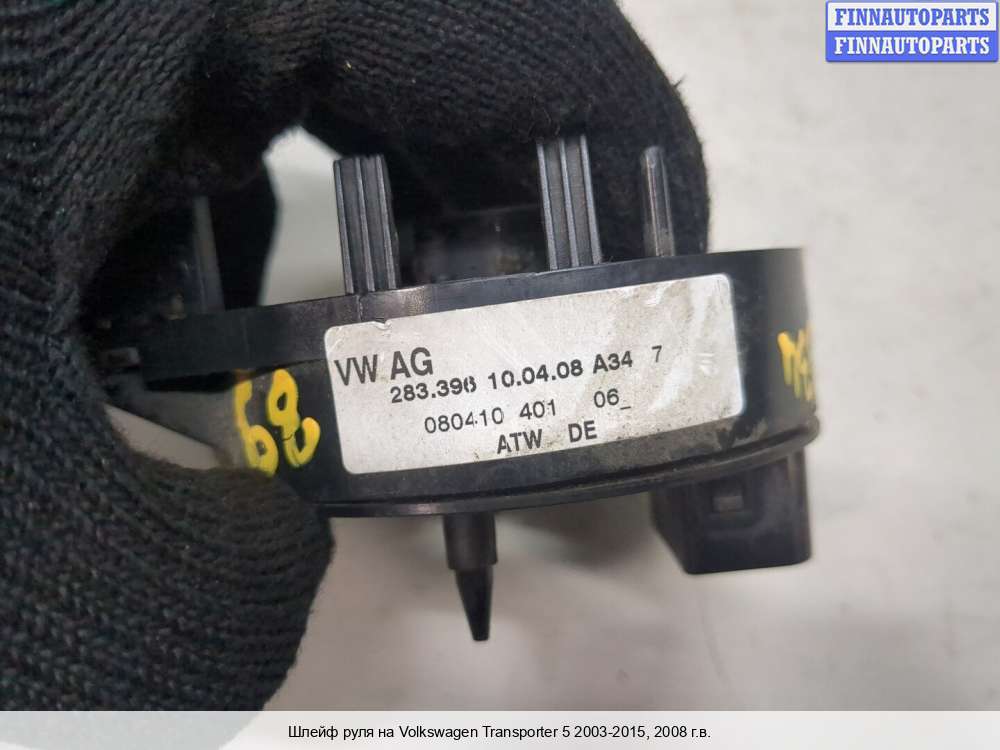 FINNAUTOPARTS
FINNAUTOPARTS
VW AG
283.396 10.04.08 A34 7
080410 401 06_
ATW DE
Шлейф руля на Volkswagen Transporter 5 2003-2015, 2008 г.в.